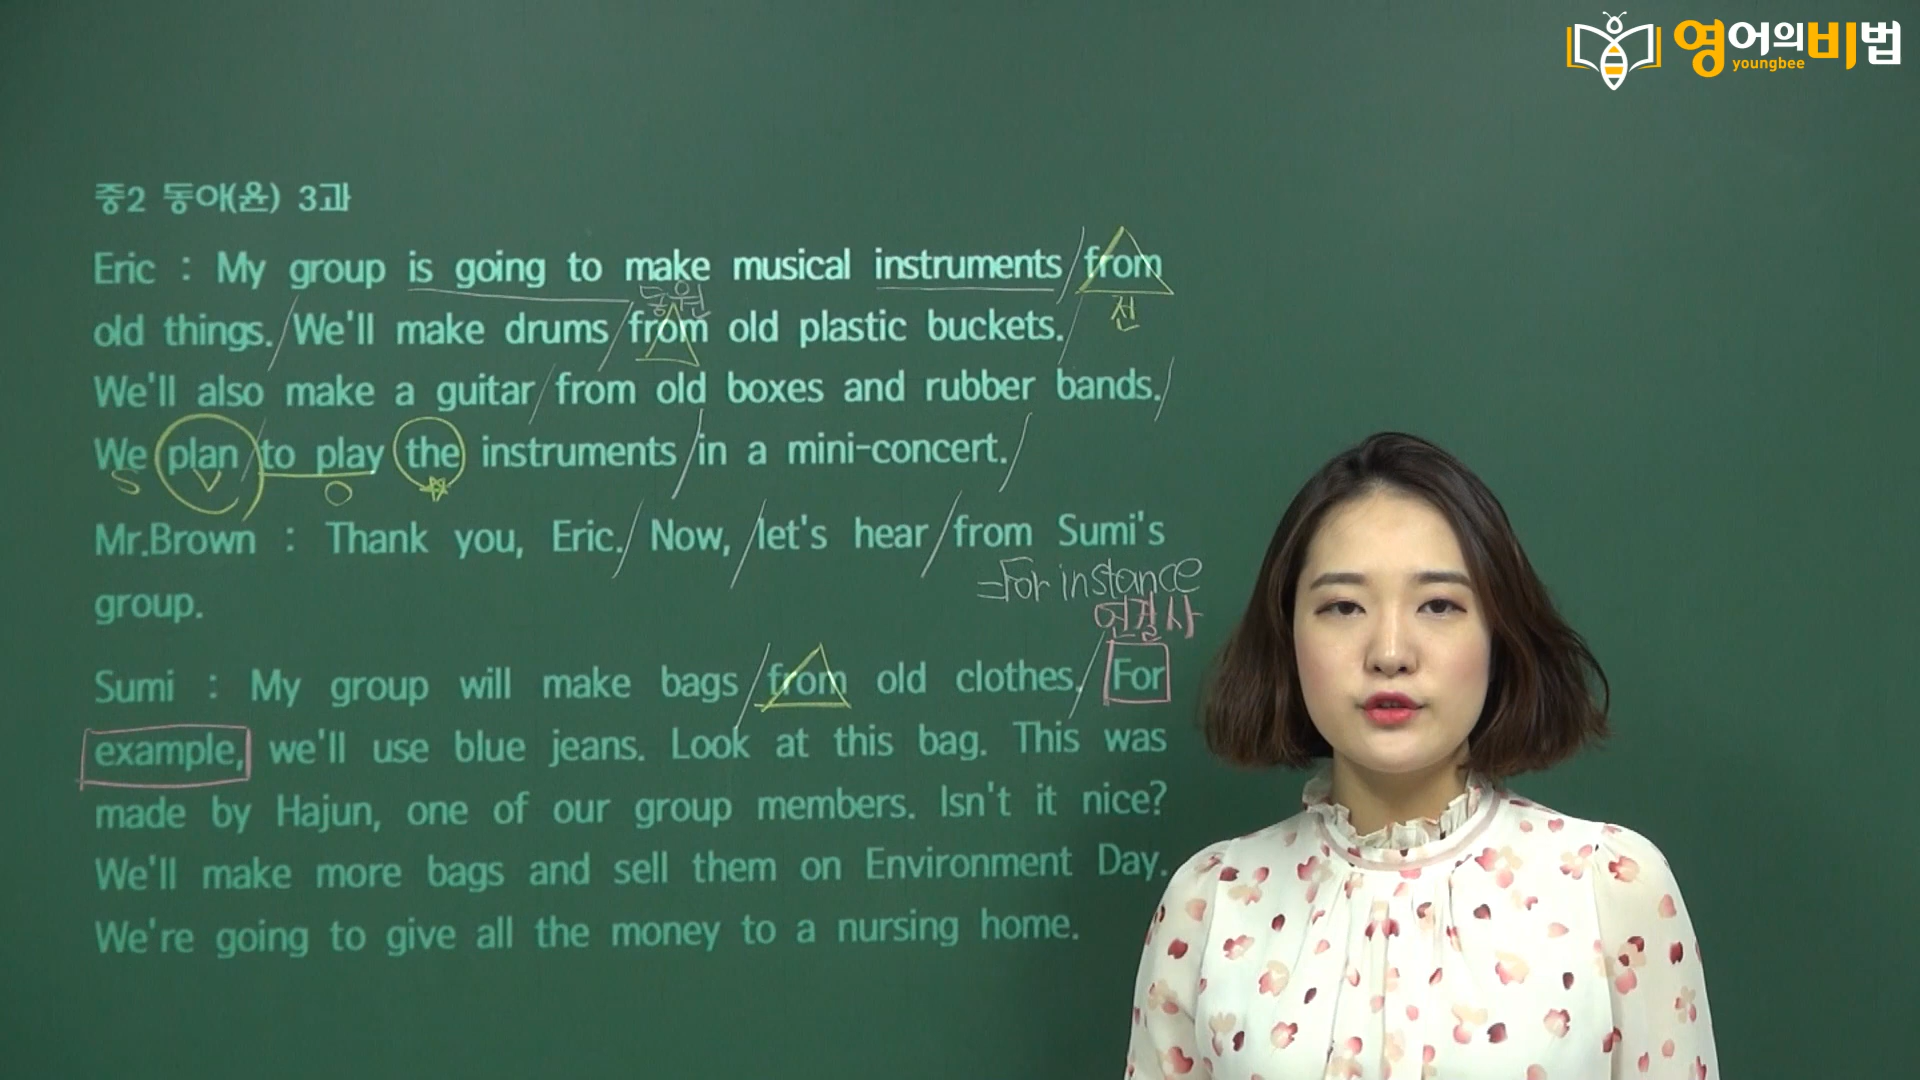 영어의비법
youngbee
중2 동아(윤) 3과
Eric : My group is going to make musical instruments from
동원
전
old things. We'll make drums from old plastic buckets.
We'll also make a guitar from old boxes and rubber bands.
We plan to play the instruments in a mini-concert.
S V O
Mr.Brown : Thank you, Eric. Now, let's hear from Sumi's
=For instance
group.
연결사
Sumi : My group will make bags from old clothes. For
example, we'll use blue jeans. Look at this bag. This was
made by Hajun, one of our group members. Isn't it nice?
We'll make more bags and sell them on Environment Day.
We're going to give all the money to a nursing home.